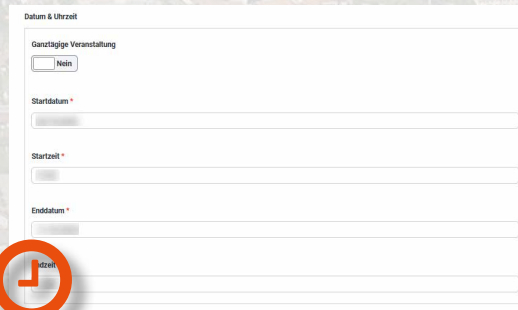 Datum & Uhrzeit
Ganztägige Veranstaltung
Nein
Startdatum *
Startzeit *
Enddatum *